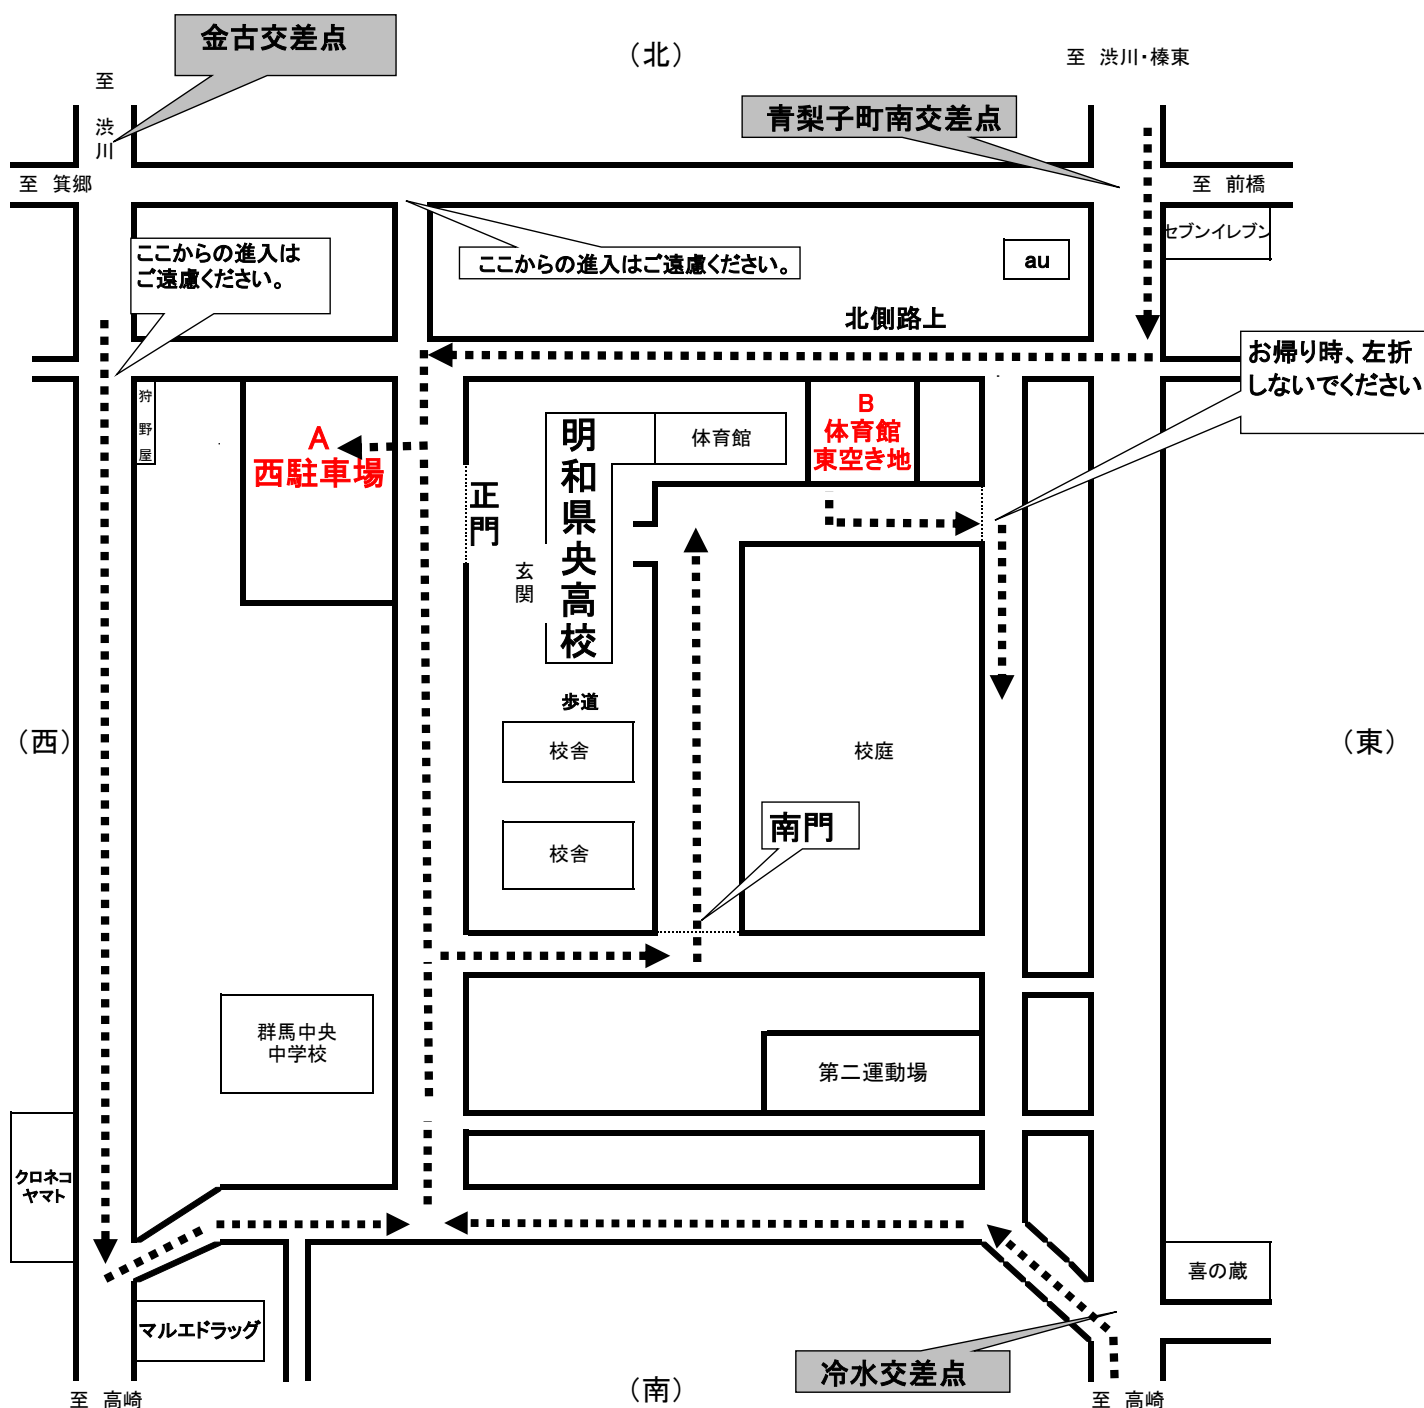 金古交差点
（北）
至 渋川・榛東
至
渋
川
青梨子町南交差点
至 箕郷
至 前橋
セブンイレブン
ここからの進入は
ご遠慮ください。
ここからの進入はご遠慮ください。
au
北側路上
お帰り時、左折
しないでください
狩
野
屋
A
西駐車場
正
門
明
和
県
央
高
校
玄
関
体育館
B
体育館
東空き地
歩道
（西）
校舎
校庭
（東）
南門
校舎
群馬中央
中学校
第二運動場
クロネコ
ヤマト
喜の蔵
マルエドラッグ
冷水交差点
（南）
至 高崎
至 高崎